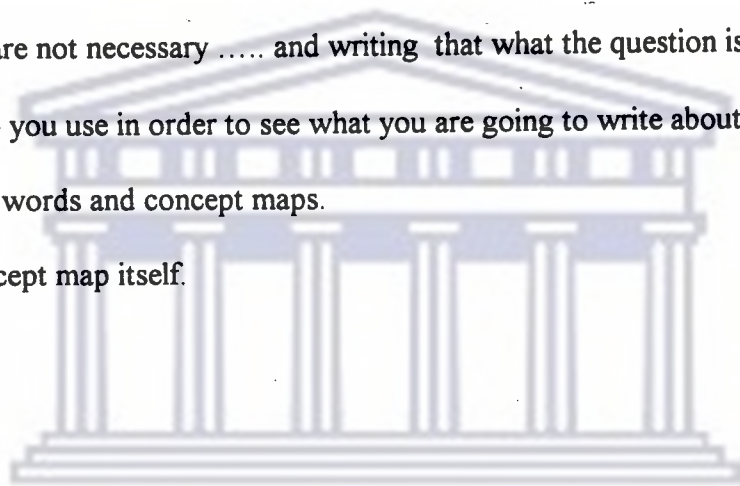 are not necessary ..... and writing that what the question is
you use in order to see what you are going to write about
words and concept maps.
cept map itself.